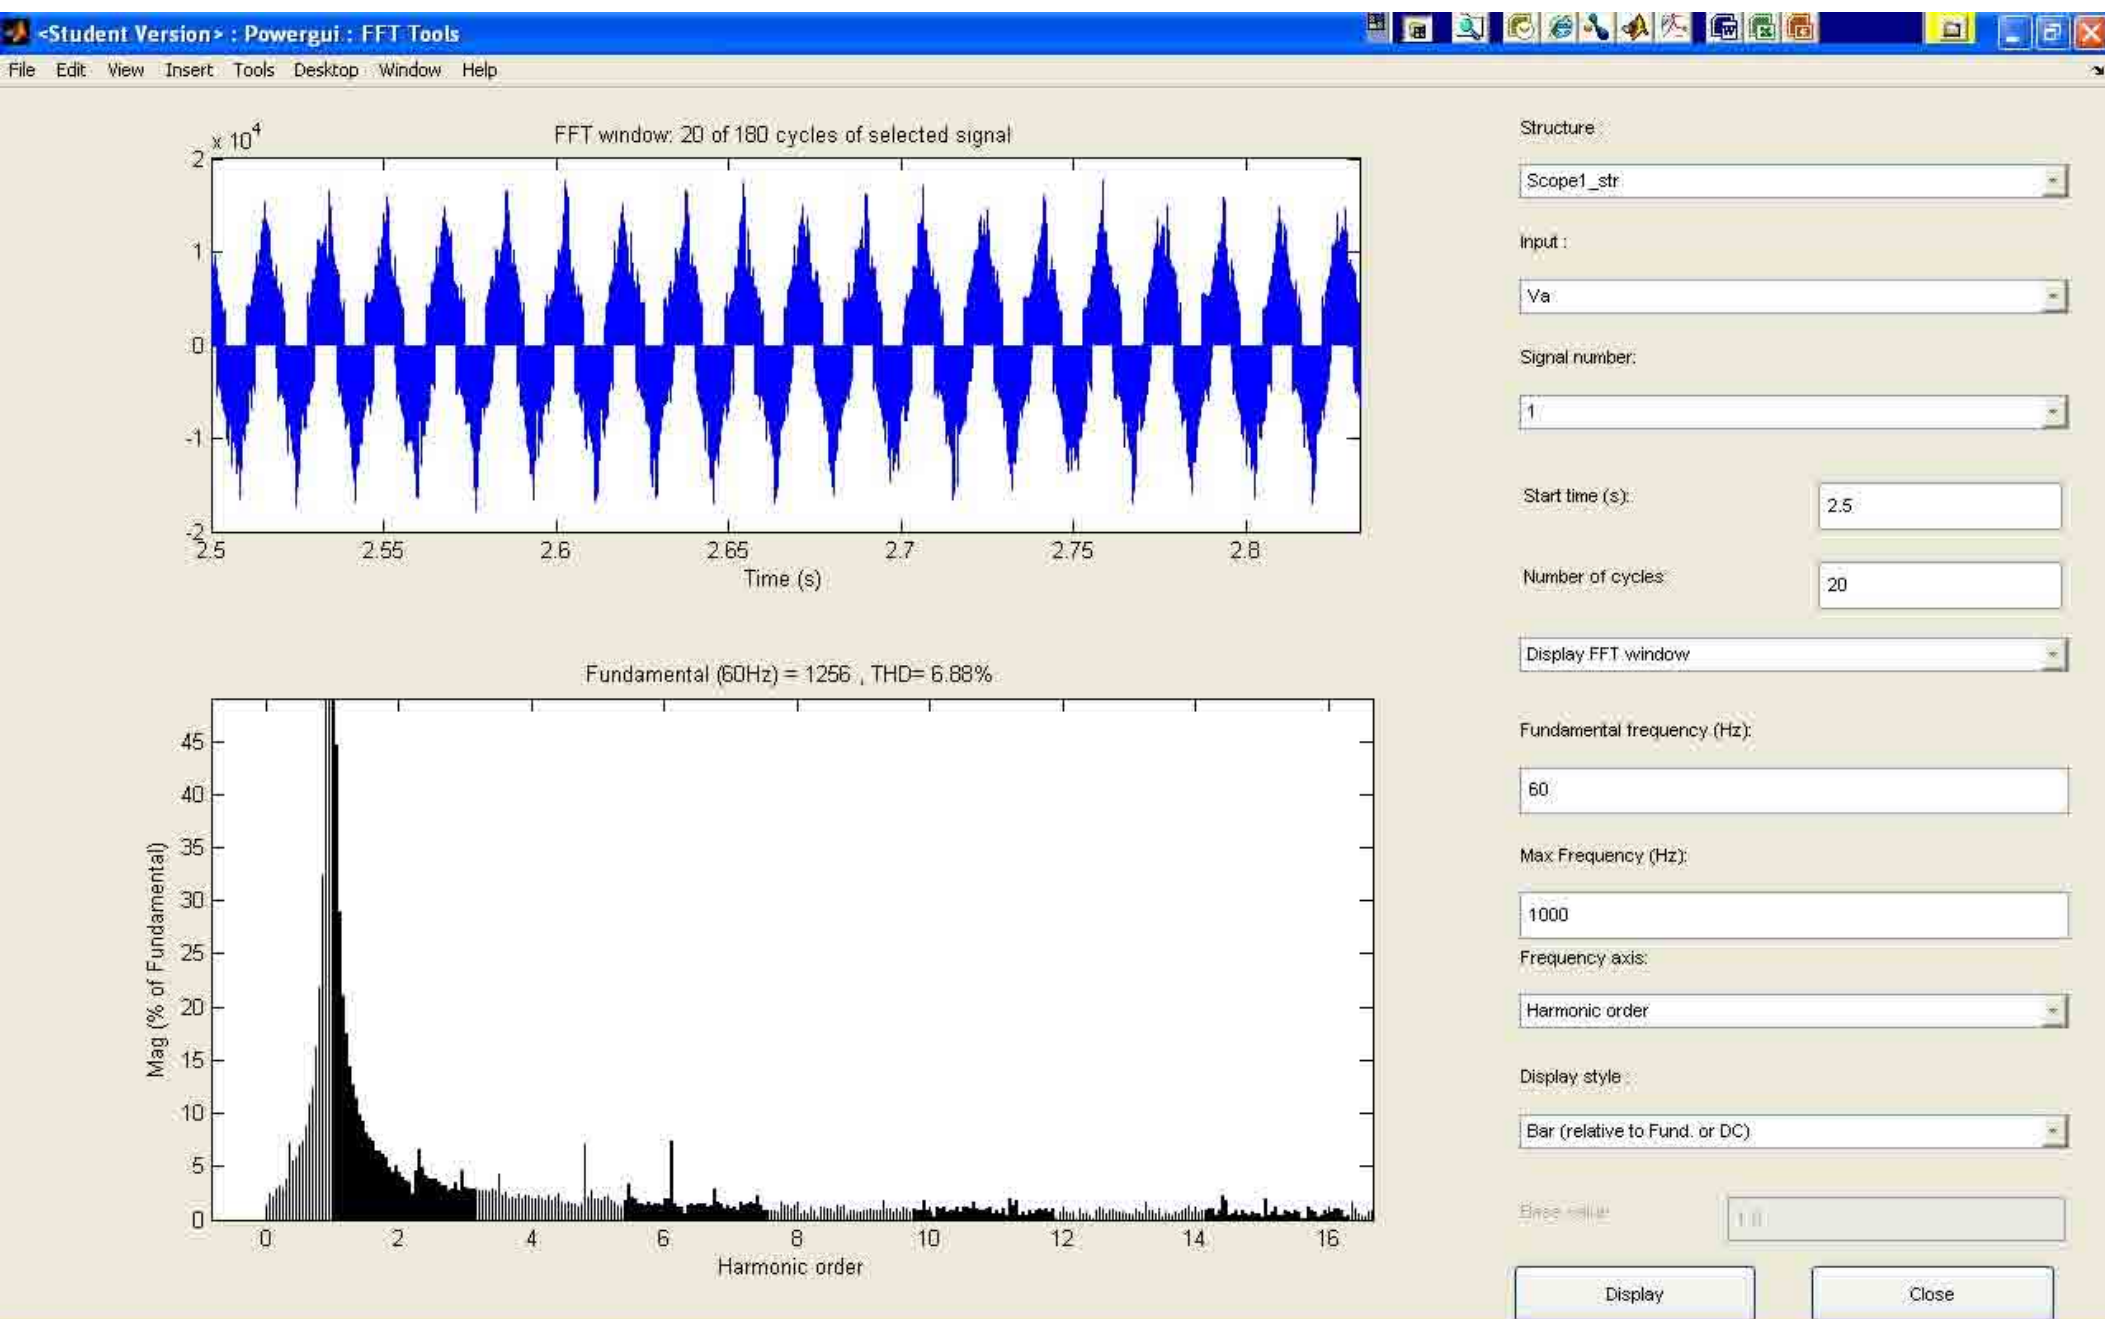 <Student Version> : Powergui : FFT Tools
File Edit View Insert Tools Desktop Window Help
x 10^4
FFT window: 20 of 180 cycles of selected signal
2
1
0
-1
-2
2.5 2.55 2.6 2.65 2.7 2.75 2.8
Time (s)
Fundamental (60Hz) = 1256 , THD= 6.88%
45
40
35
30
25
20
15
10
5
0
Mag (% of Fundamental)
0 2 4 6 8 10 12 14 16
Harmonic order
Structure :
Scope1_str
Input :
Va
Signal number:
1
Start time (s):
2.5
Number of cycles:
20
Display FFT window
Fundamental frequency (Hz):
60
Max Frequency (Hz):
1000
Frequency axis:
Harmonic order
Display style :
Bar (relative to Fund. or DC)
Base value:
1.0
Display
Close